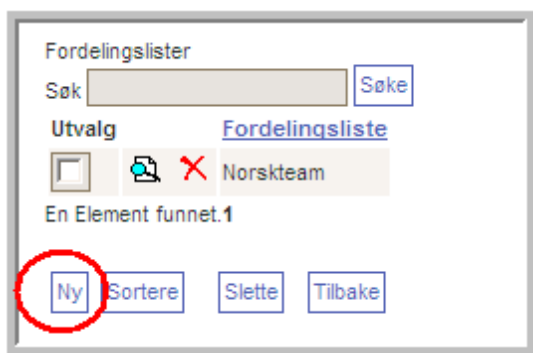 Fordelingslister
Søk Søke
Utvalg Fordelingsliste
Norskteam
En Element funnet.1
Ny Sortere Slette Tilbake